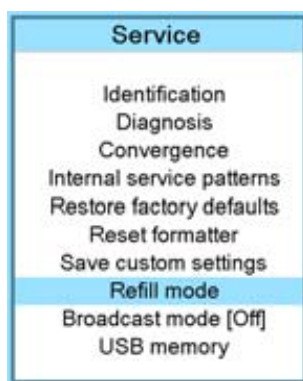 Service
Identification
Diagnosis
Convergence
Internal service patterns
Restore factory defaults
Reset formatter
Save custom settings
Refill mode
Broadcast mode [Off]
USB memory